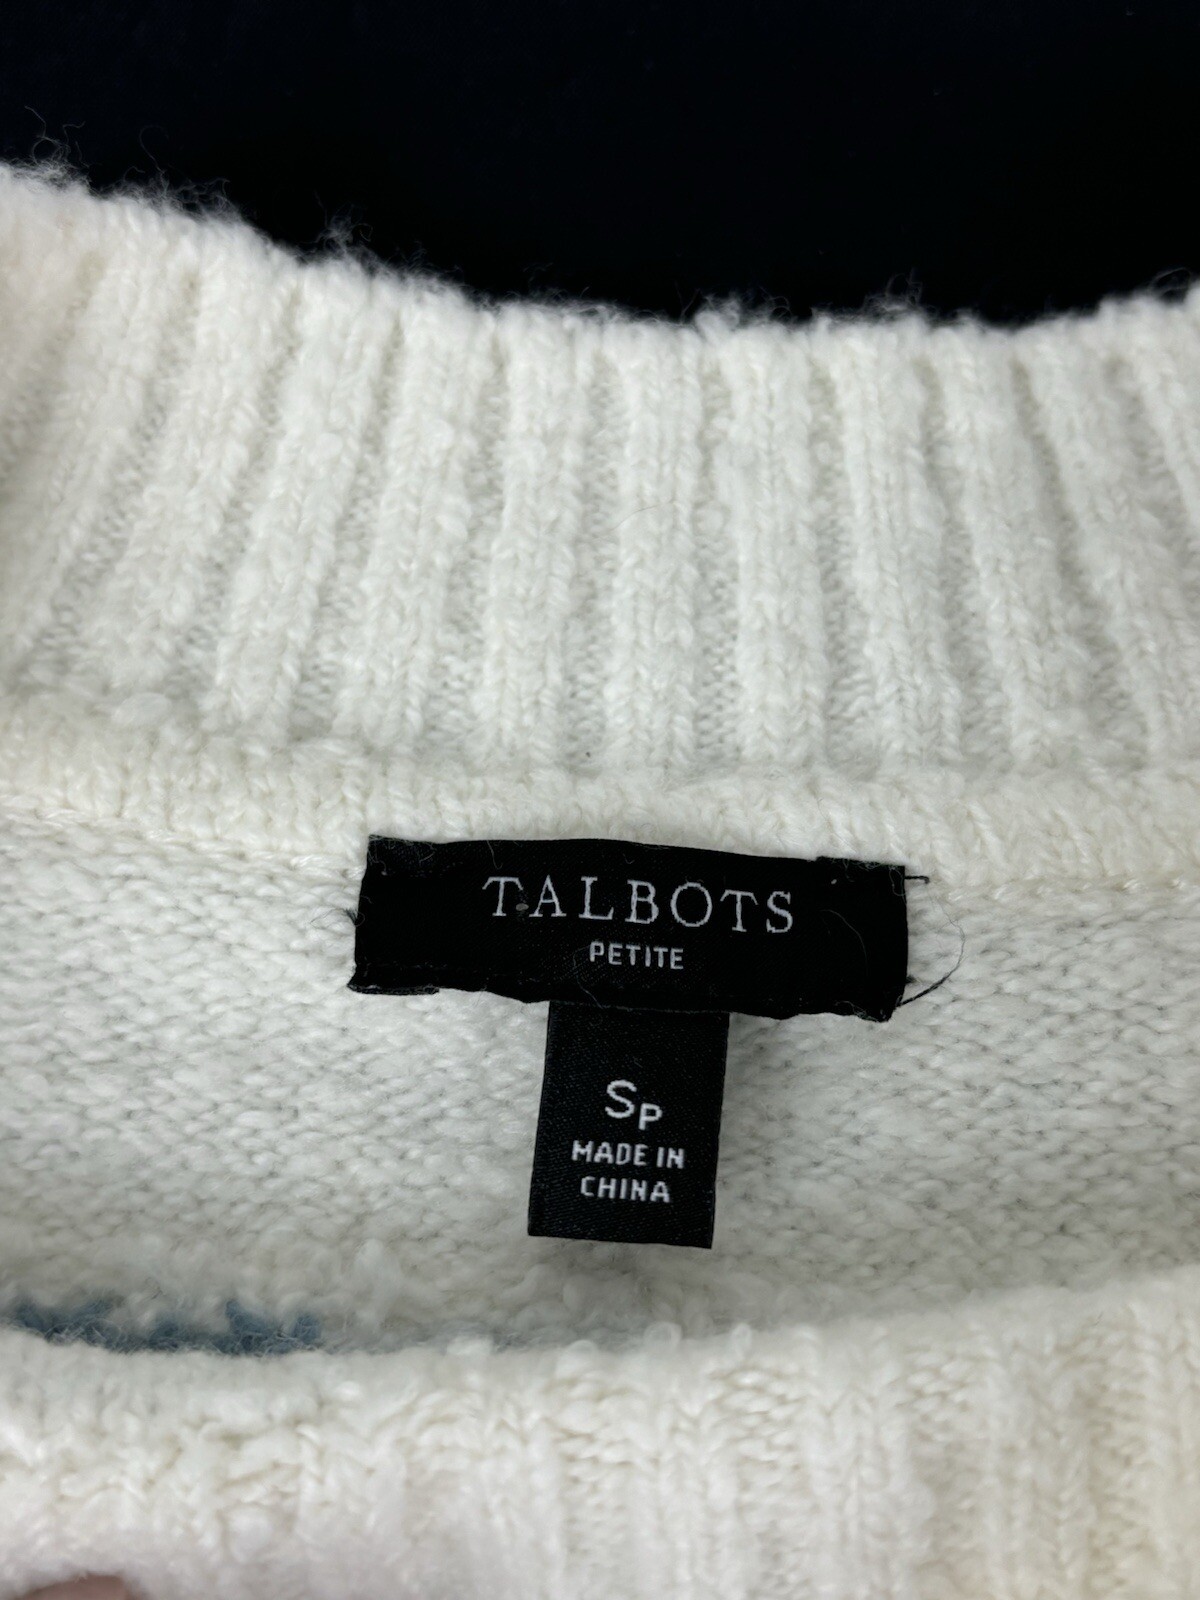 TALBOTS
PETITE
SP
MADE IN
CHINA